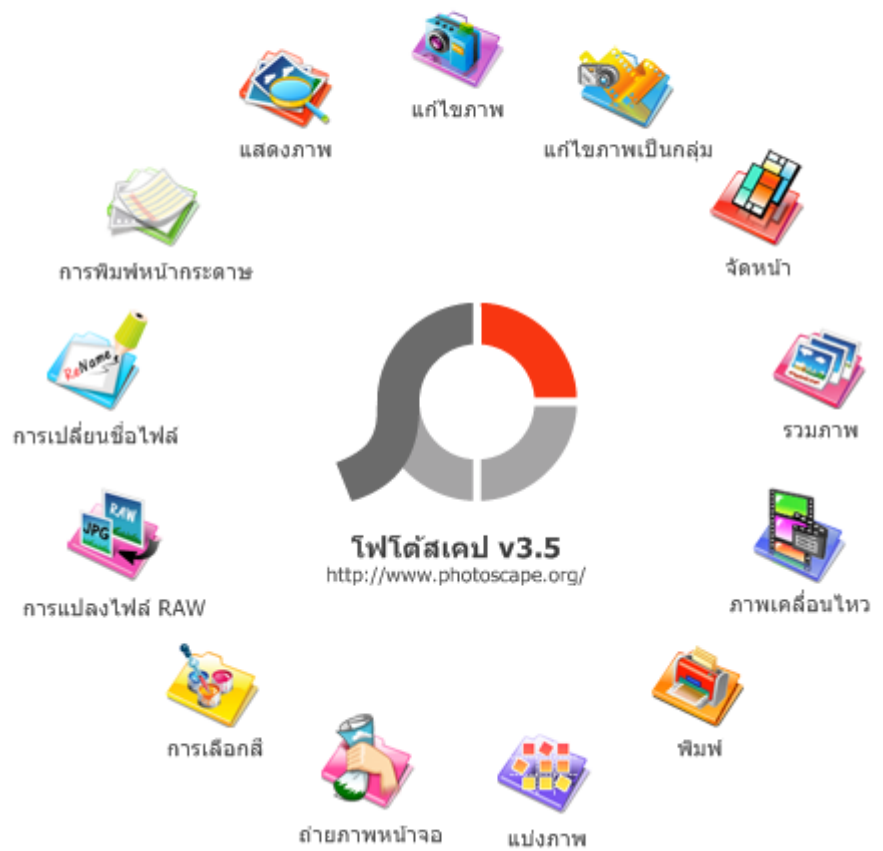 แก้ไขภาพ
แสดงภาพ
แก้ไขภาพเป็นกลุ่ม
การพิมพ์หน้ากระดาษ
จัดหน้า
ReName
การเปลี่ยนชื่อไฟล์
รวมภาพ
RAW
JPG
โฟโต้สเคป v3.5
http://www.photoscape.org/
การแปลงไฟล์ RAW
ภาพเคลื่อนไหว
การเลือกสี
พิมพ์
ถ่ายภาพหน้าจอ
แบ่งภาพ